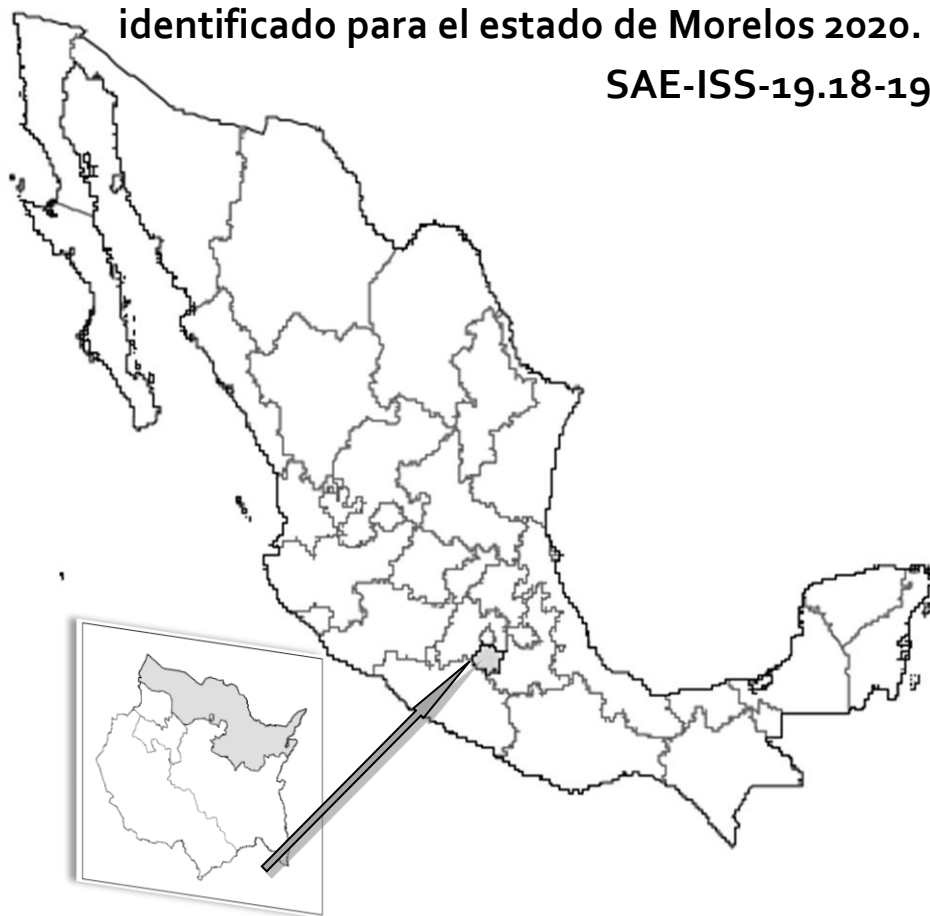 identificado para el estado de Morelos 2020.
SAE-ISS-19.18-19